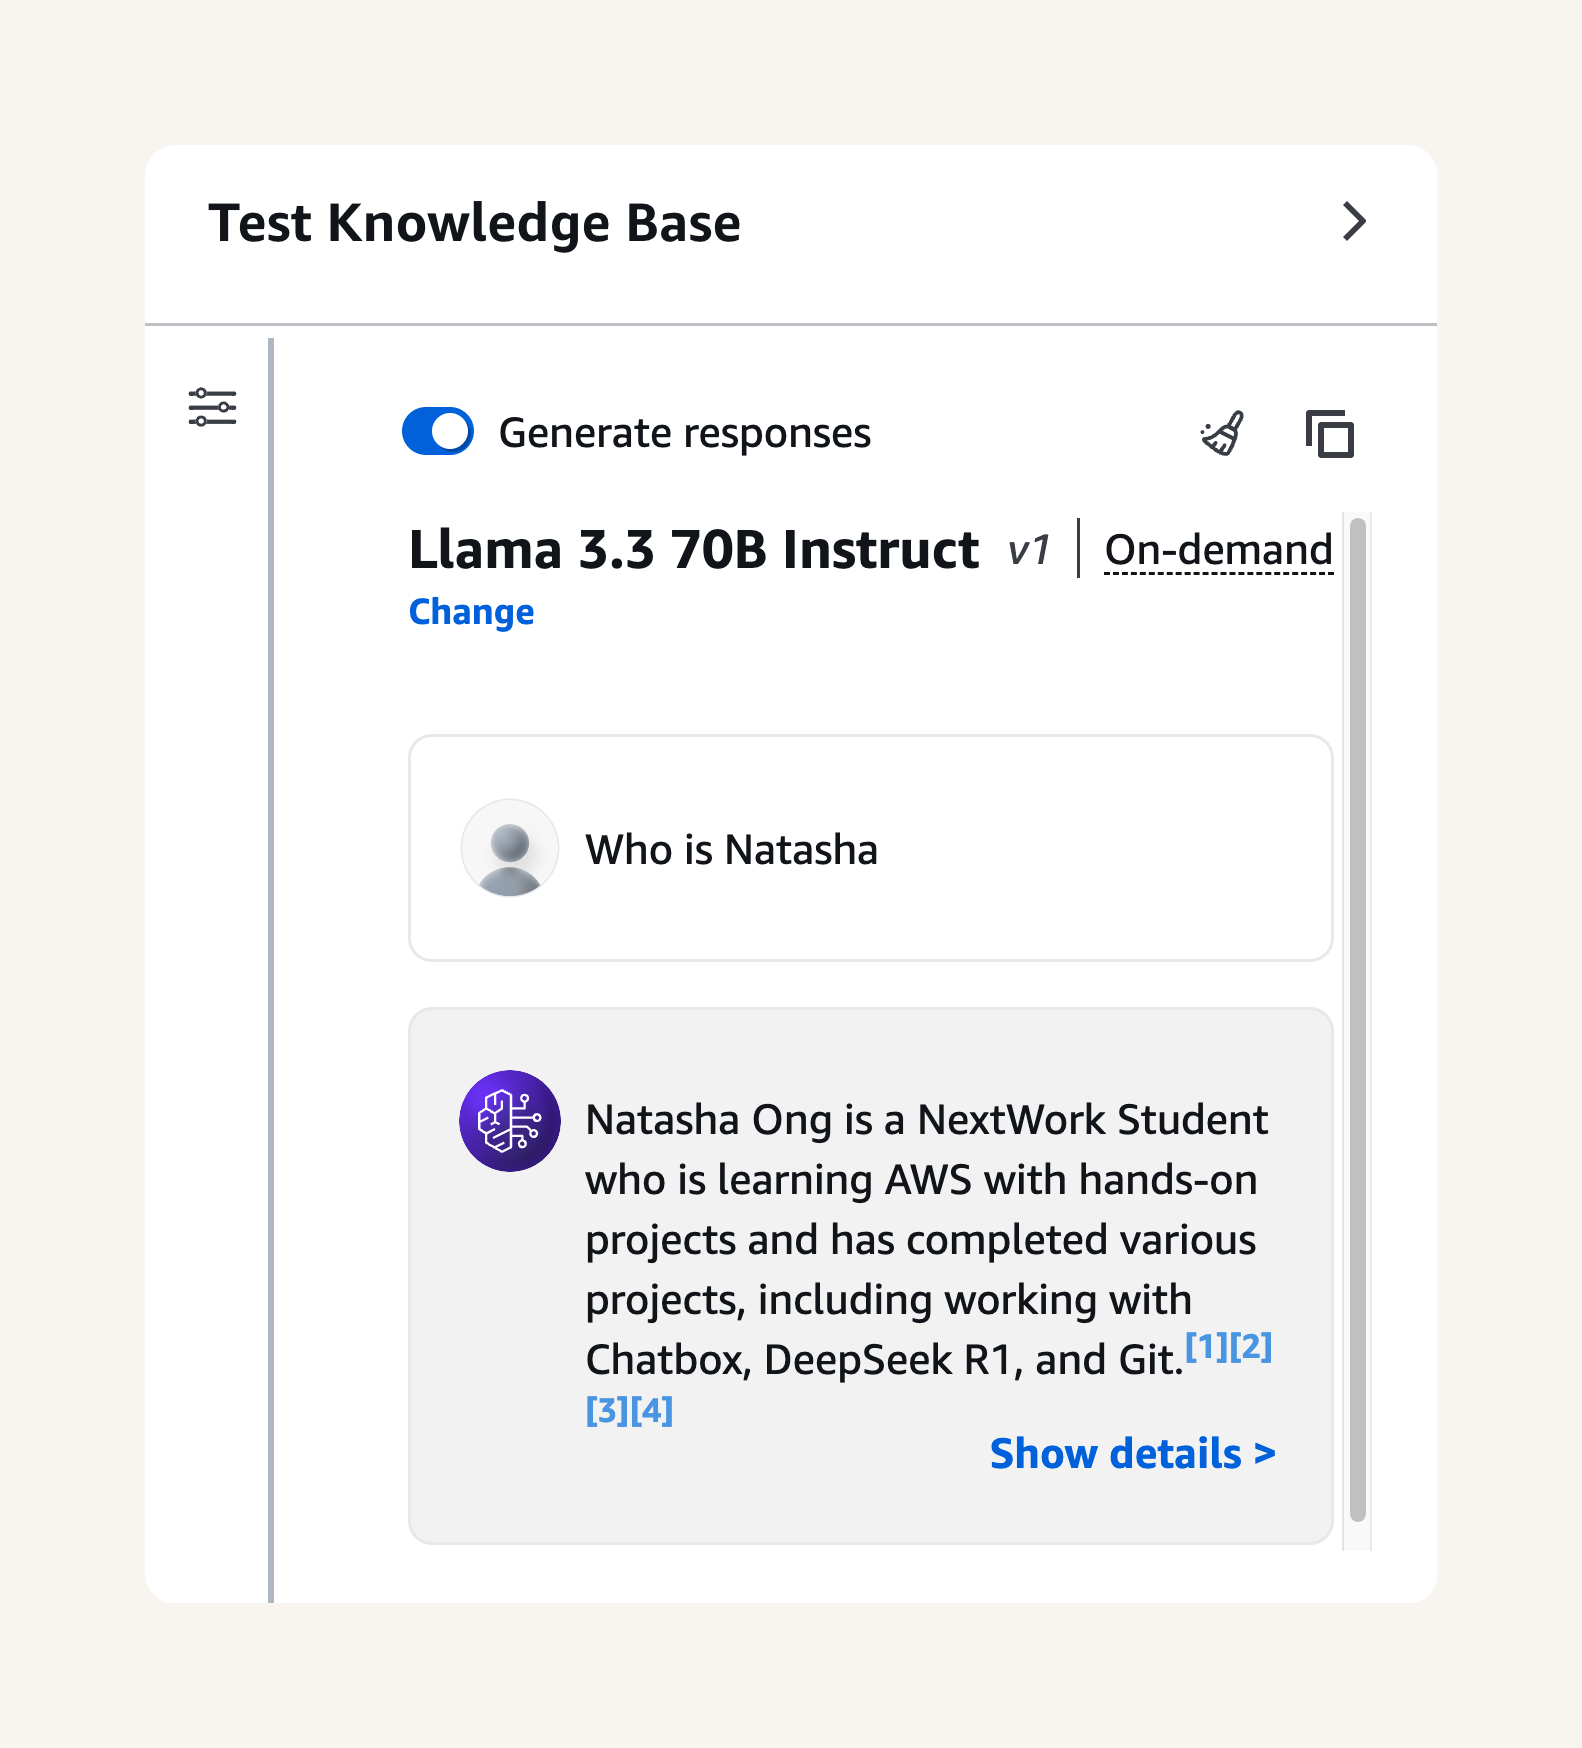 Test Knowledge Base
Generate responses
Llama 3.3 70B Instruct v1 On-demand
Change
Who is Natasha
Natasha Ong is a NextWork Student
who is learning AWS with hands-on
projects and has completed various
projects, including working with
Chatbox, DeepSeek R1, and Git.[1][2]
[3][4]
Show details >